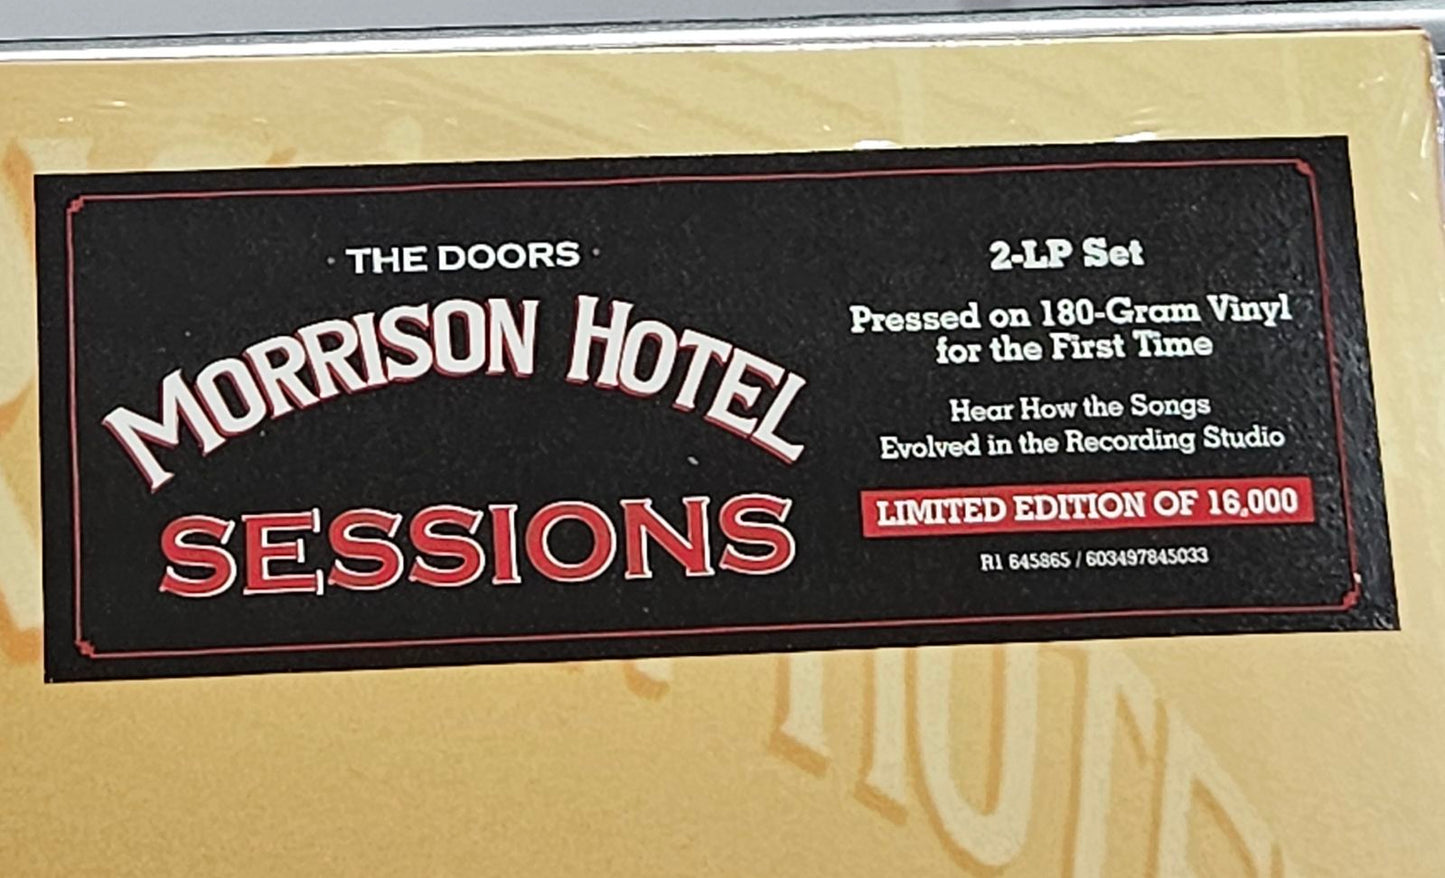 · THE DOORS ·
MORRISON HOTEL
SESSIONS
2-LP Set
Pressed on 180-Gram Vinyl
for the First Time
Hear How the Songs
Evolved in the Recording Studio
LIMITED EDITION OF 16,000
R1 645865 / 603497845033